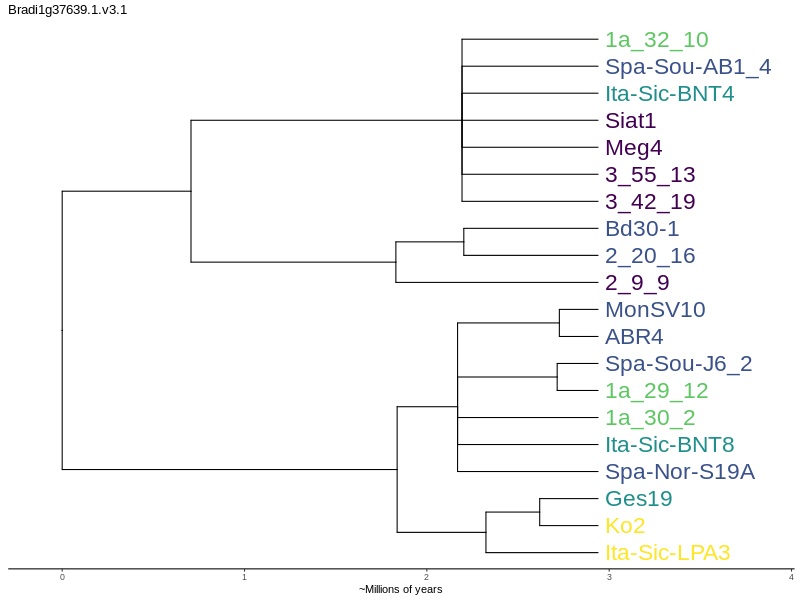 Bradi1g37639.1.v3.1
1a_32_10
Spa-Sou-AB1_4
Ita-Sic-BNT4
Siat1
Meg4
3_55_13
3_42_19
Bd30-1
2_20_16
2_9_9
MonSV10
ABR4
Spa-Sou-J6_2
1a_29_12
1a_30_2
Ita-Sic-BNT8
Spa-Nor-S19A
Ges19
Ko2
Ita-Sic-LPA3
0 1 2 3 4
~Millions of years